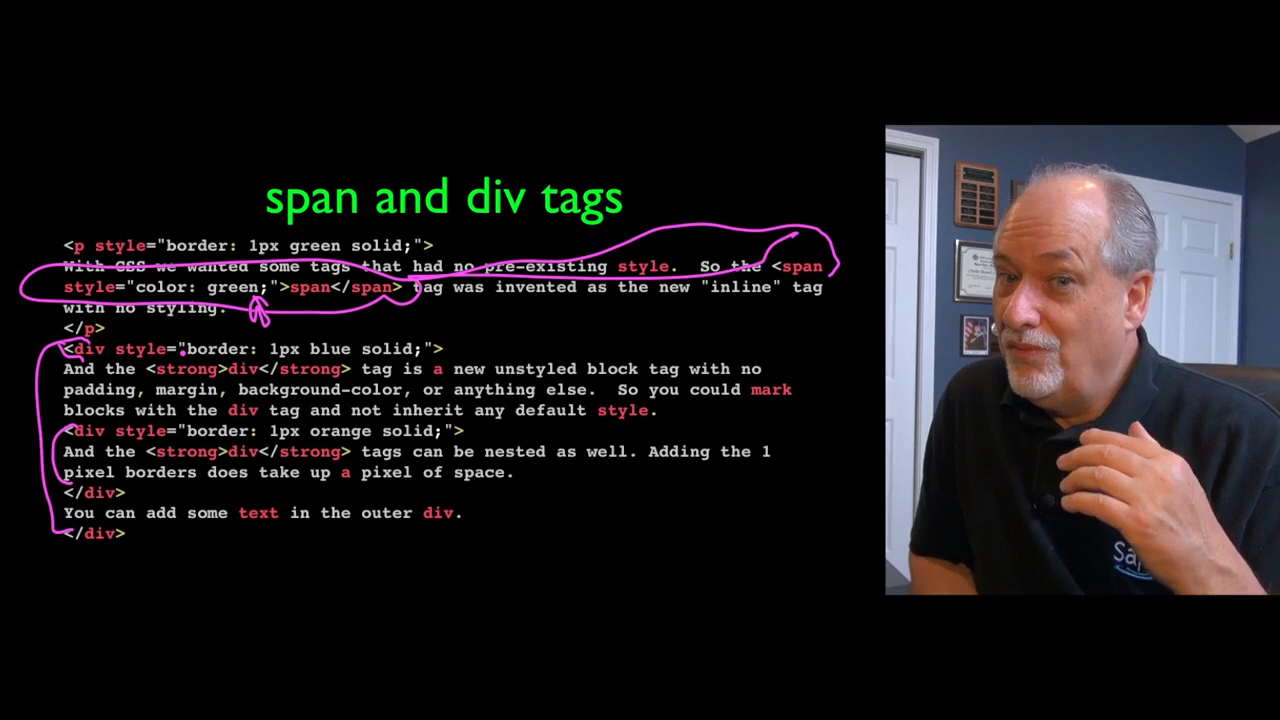 span and div tags
<p style="border: 1px green solid;">
With CSS we wanted some tags that had no pre-existing style.  So the <span
style="color: green;">span</span> tag was invented as the new "inline" tag
with no styling.
</p>
<div style="border: 1px blue solid;">
And the <strong>div</strong> tag is a new unstyled block tag with no
padding, margin, background-color, or anything else.  So you could mark
blocks with the div tag and not inherit any default style.
<div style="border: 1px orange solid;">
And the <strong>div</strong> tags can be nested as well. Adding the 1
pixel borders does take up a pixel of space.
</div>
You can add some text in the outer div.
</div>